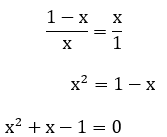 (1 − x)/x = x/1
x² = 1 − x
x² + x − 1 = 0